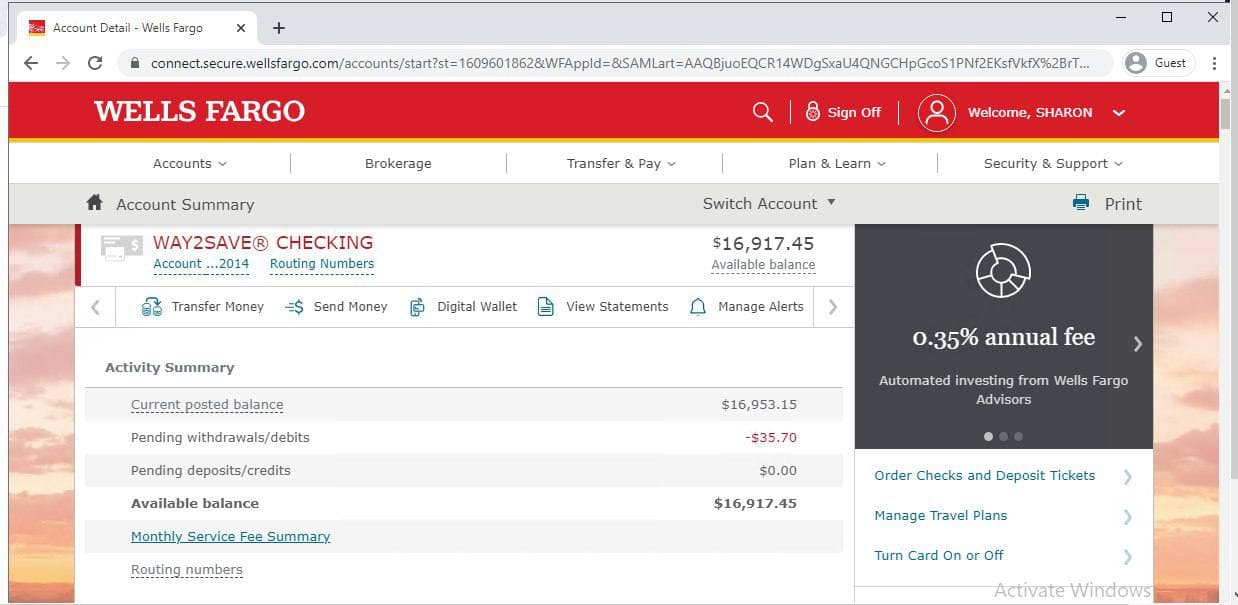 Account Detail - Wells Fargo
connect.secure.wellsfargo.com/accounts/start?st=1609601862&WFAppId=&SAMLart=AAQBjuoEQCR14WDgSxaU4QNGCHpGcoS1PNf2EKsfVkfX%2BrT...
Guest
WELLS FARGO
Sign Off
Welcome, SHARON
Accounts
Brokerage
Transfer & Pay
Plan & Learn
Security & Support
Account Summary
Switch Account
Print
WAY2SAVE® CHECKING
$16,917.45
Account ...2014
Routing Numbers
Available balance
Transfer Money
Send Money
Digital Wallet
View Statements
Manage Alerts
0.35% annual fee
Automated investing from Wells Fargo
Advisors
Activity Summary
Current posted balance
$16,953.15
Pending withdrawals/debits
-$35.70
Pending deposits/credits
$0.00
Available balance
$16,917.45
Monthly Service Fee Summary
Routing numbers
Order Checks and Deposit Tickets
Manage Travel Plans
Turn Card On or Off
Activate Windows